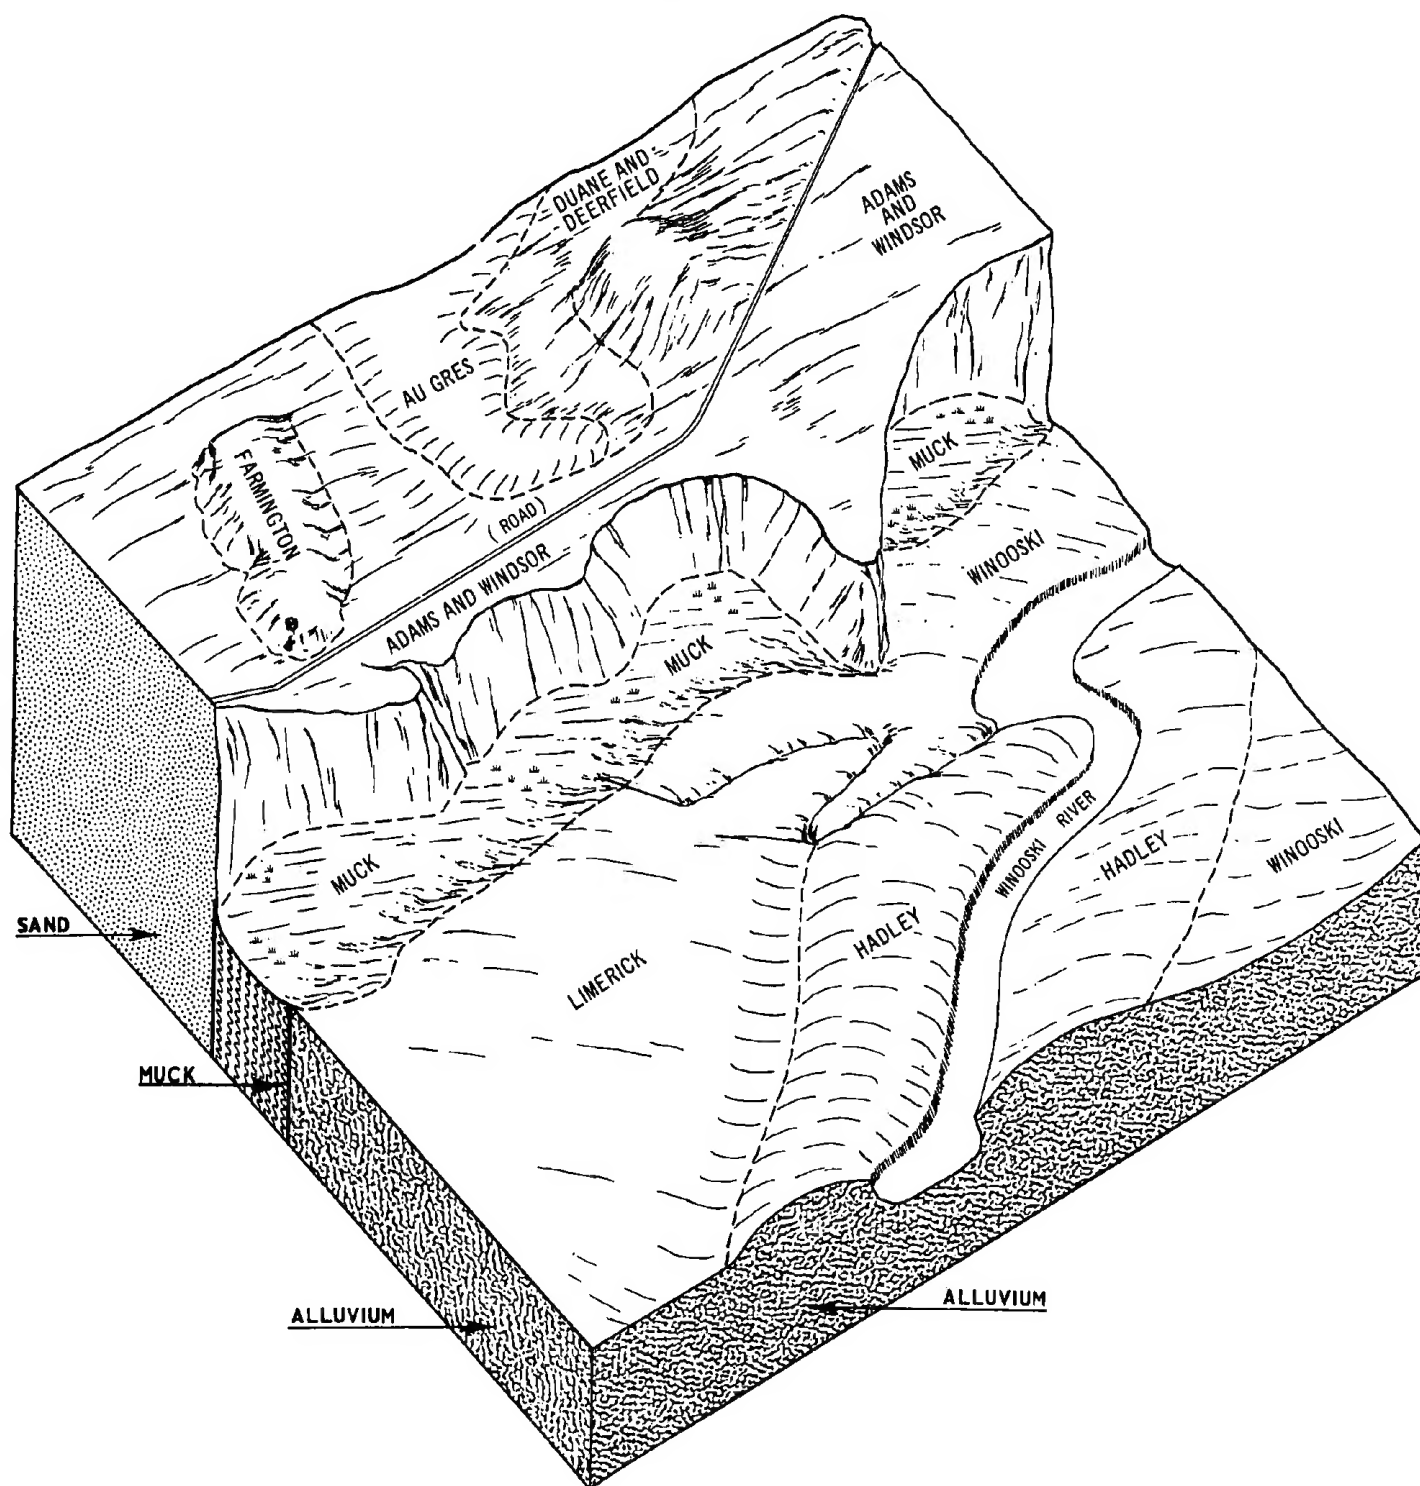 DUANE AND
DEERFIELD
ADAMS
AND
WINDSOR
AU GRES
FARMINGTON
(ROAD)
MUCK
ADAMS AND WINDSOR
WINOOSKI
MUCK
MUCK
WINOOSKI RIVER
HADLEY
WINOOSKI
HADLEY
LIMERICK
SAND
MUCK
ALLUVIUM
ALLUVIUM